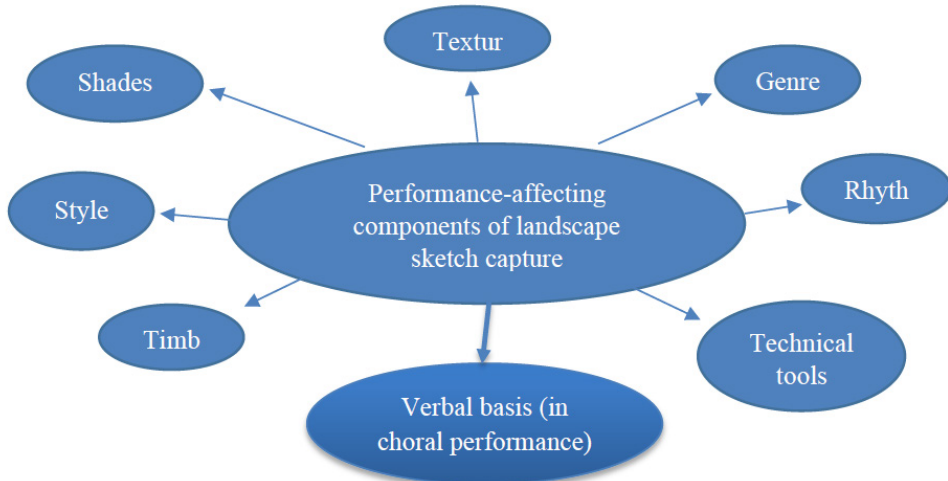 Textur
Shades
Genre
Performance-affecting
components of landscape
sketch capture
Style
Rhyth
Timb
Technical
tools
Verbal basis (in
choral performance)